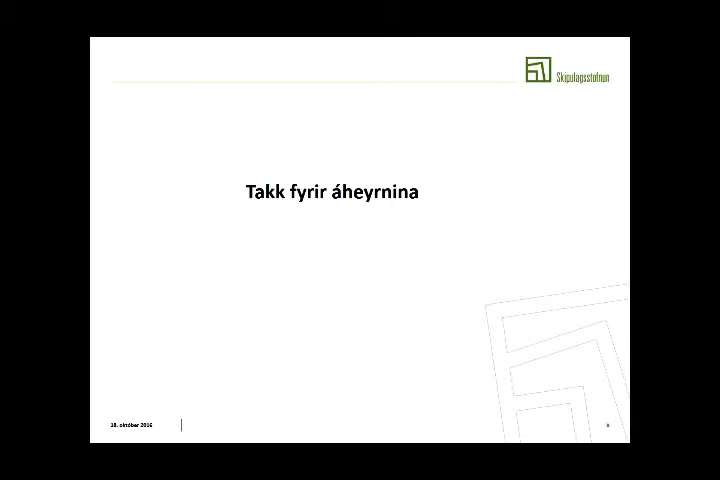 Skipulagsstofnun
Takk fyrir áheyrnina
18. október 2016